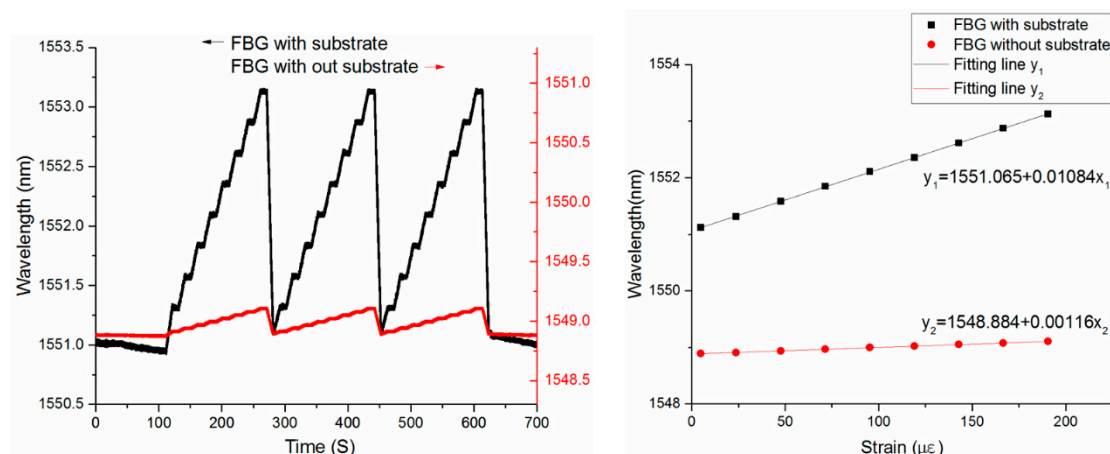 ← FBG with substrate
FBG with out substrate →
1553.5
1553.0
1552.5
1552.0
1551.5
1551.0
1550.5
Wavelength (nm)
1551.0
1550.5
1550.0
1549.5
1549.0
1548.5
0 100 200 300 400 500 600 700
Time (S)
FBG with substrate
FBG without substrate
Fitting line y₁
Fitting line y₂
1554
1552
1550
1548
Wavelength(nm)
y₁=1551.065+0.01084x₁
y₂=1548.884+0.00116x₂
0 50 100 150 200
Strain (με)